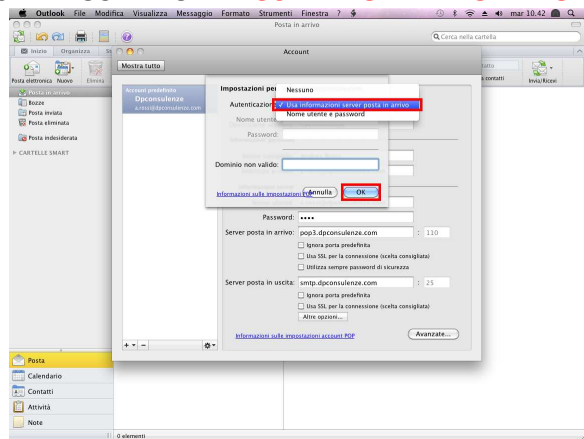 Outlook File Modifica Visualizza Messaggio Formato Strumenti Finestra ? mar 10.42
Posta in arrivo
Cerca nella cartella
Inizio Organizza
Account
Mostra tutto
Posta elettronica Nuovo Elimina
contatti
Invia/Ricevi
Posta in arrivo
Bozze
Posta inviata
Posta eliminata
Posta indesiderata
CARTELLE SMART
Account predefinito
Dpconsulenze
a.rossi@dpconsulenze.com
Impostazioni per
Nessuno
Autenticazione:
✓ Usa informazioni server posta in arrivo
Nome utente e password
Nome utente
Password:
Dominio non valido:
Informazioni sulle impostazioni POP
Annulla
OK
Password: ••••
Server posta in arrivo: pop3.dpconsulenze.com : 110
Ignora porta predefinita
Usa SSL per la connessione (scelta consigliata)
Utilizza sempre password di sicurezza
Server posta in uscita: smtp.dpconsulenze.com : 25
Ignora porta predefinita
Usa SSL per la connessione (scelta consigliata)
Altre opzioni...
Informazioni sulle impostazioni account POP
Avanzate...
Posta
Calendario
Contatti
Attività
Note
0 elementi